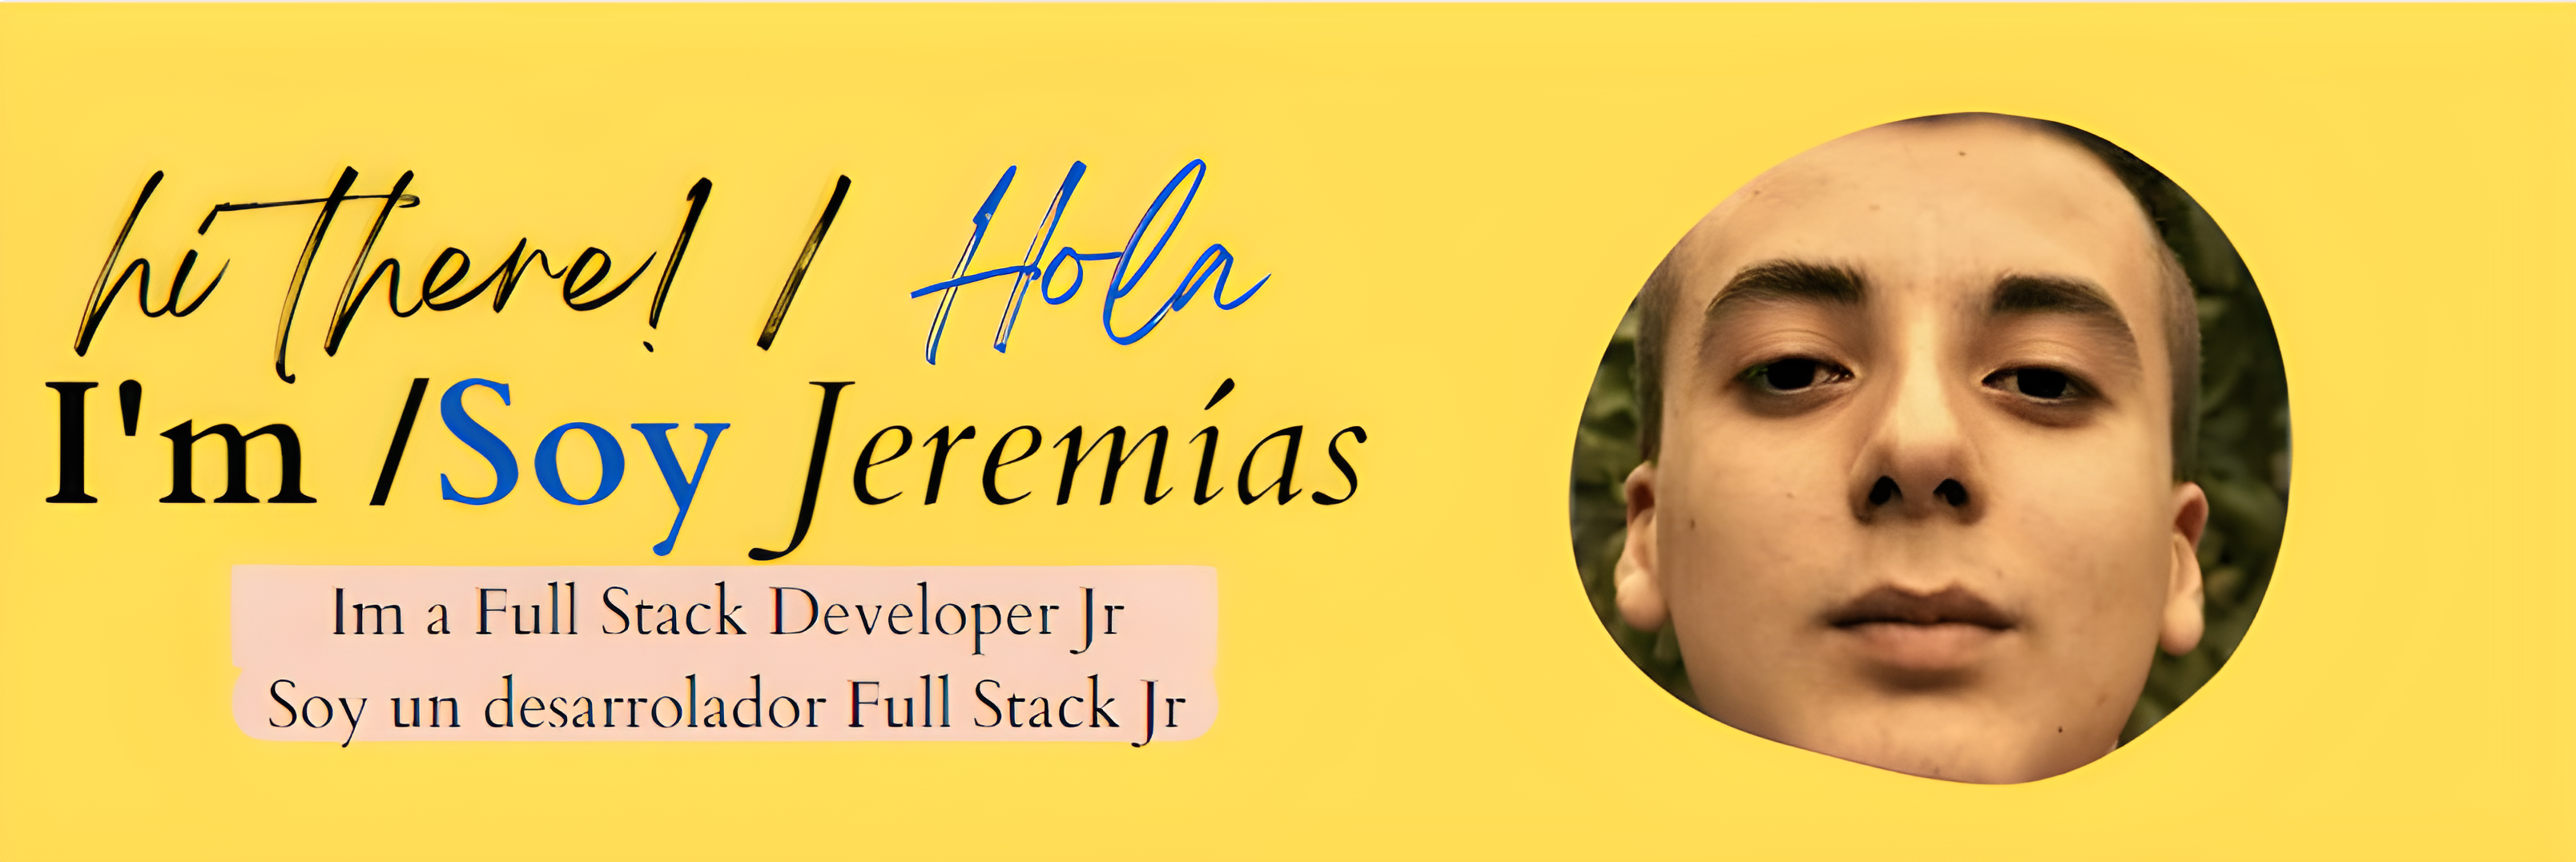 hi there! / Hola
I'm /Soy Jeremías
Im a Full Stack Developer Jr
Soy un desarrolador Full Stack Jr